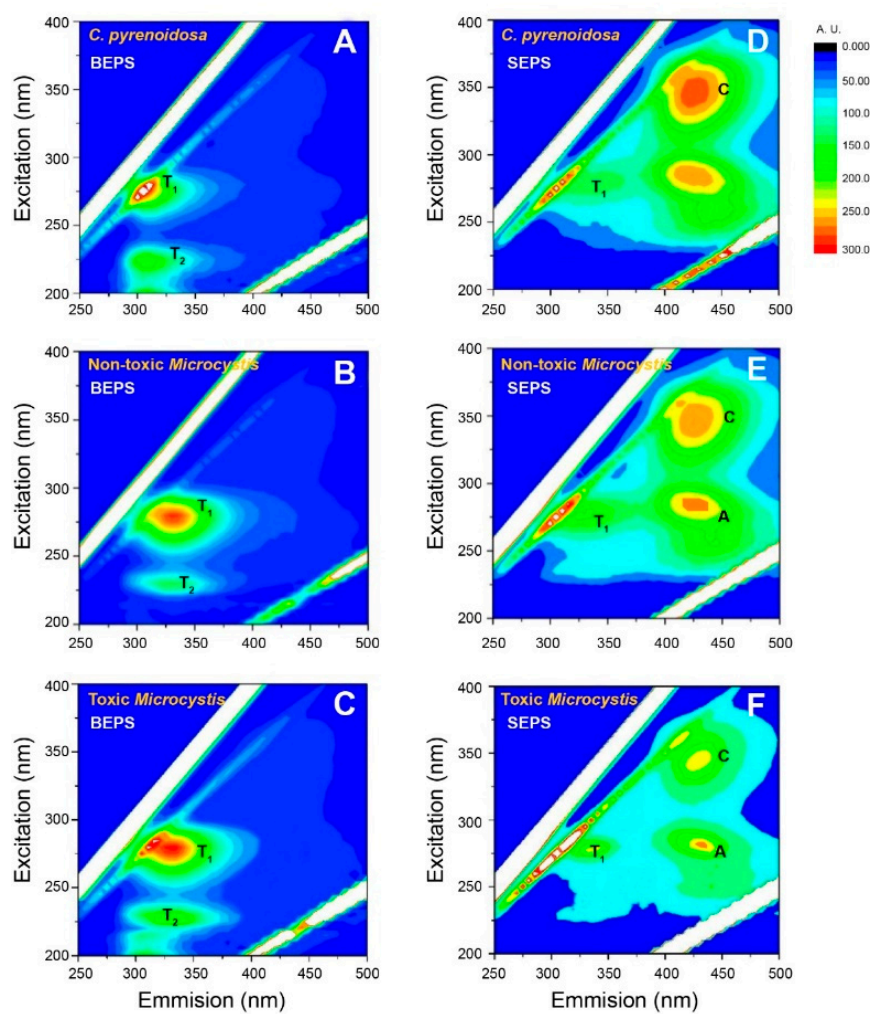 C. pyrenoidosa
BEPS
A
T1
T2
Excitation (nm)
400
350
300
250
200
250 300 350 400 450 500
C. pyrenoidosa
SEPS
D
C
T1
Excitation (nm)
400
350
300
250
200
250 300 350 400 450 500
A. U.
0.000
50.00
100.0
150.0
200.0
250.0
300.0
Non-toxic Microcystis
BEPS
B
T1
T2
Excitation (nm)
400
350
300
250
200
250 300 350 400 450 500
Non-toxic Microcystis
SEPS
E
C
A
T1
Excitation (nm)
400
350
300
250
200
250 300 350 400 450 500
Toxic Microcystis
BEPS
C
T1
T2
Excitation (nm)
400
350
300
250
200
250 300 350 400 450 500
Emmision (nm)
Toxic Microcystis
SEPS
F
C
A
T1
Excitation (nm)
400
350
300
250
200
250 300 350 400 450 500
Emmision (nm)